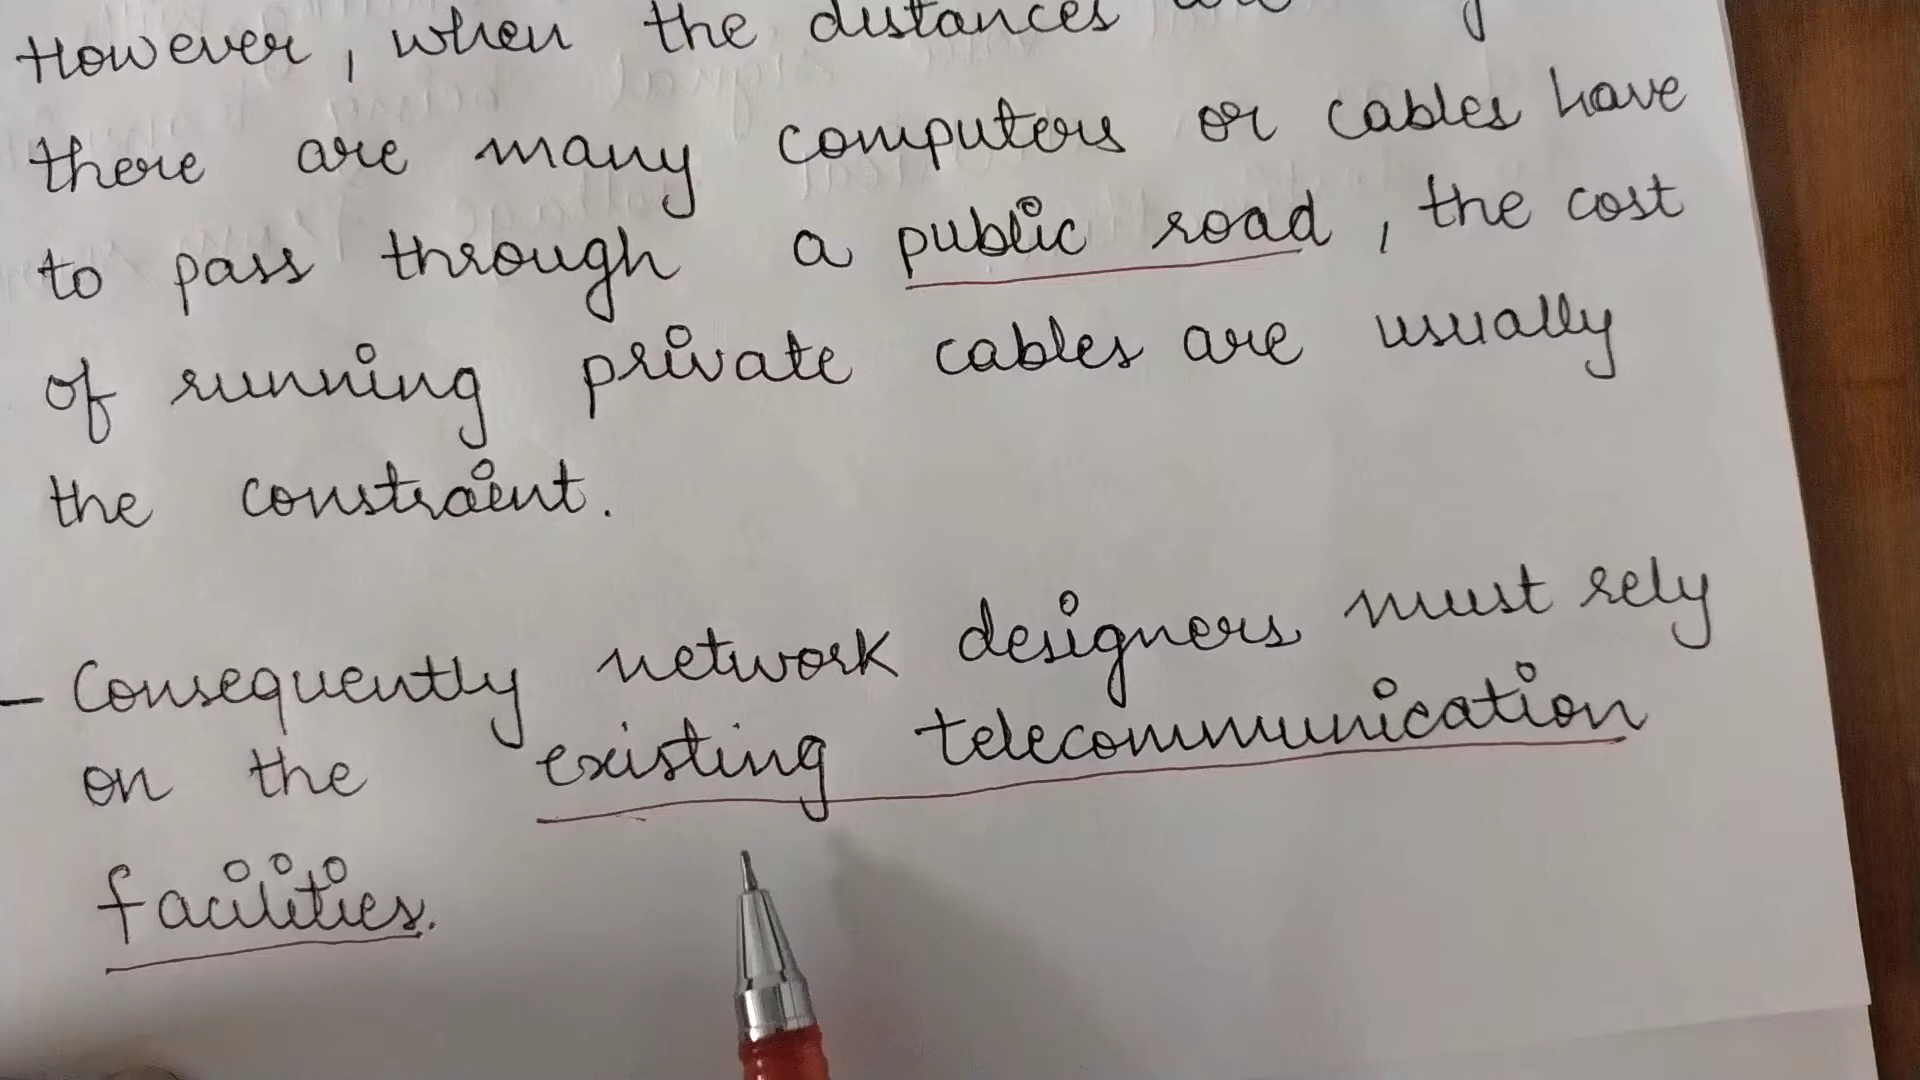 However, when the distances
there are many computers or cables have
to pass through a public road, the cost
of running private cables are usually
the constraint.
- Consequently network designers must rely
on the existing telecommunication
facilities.